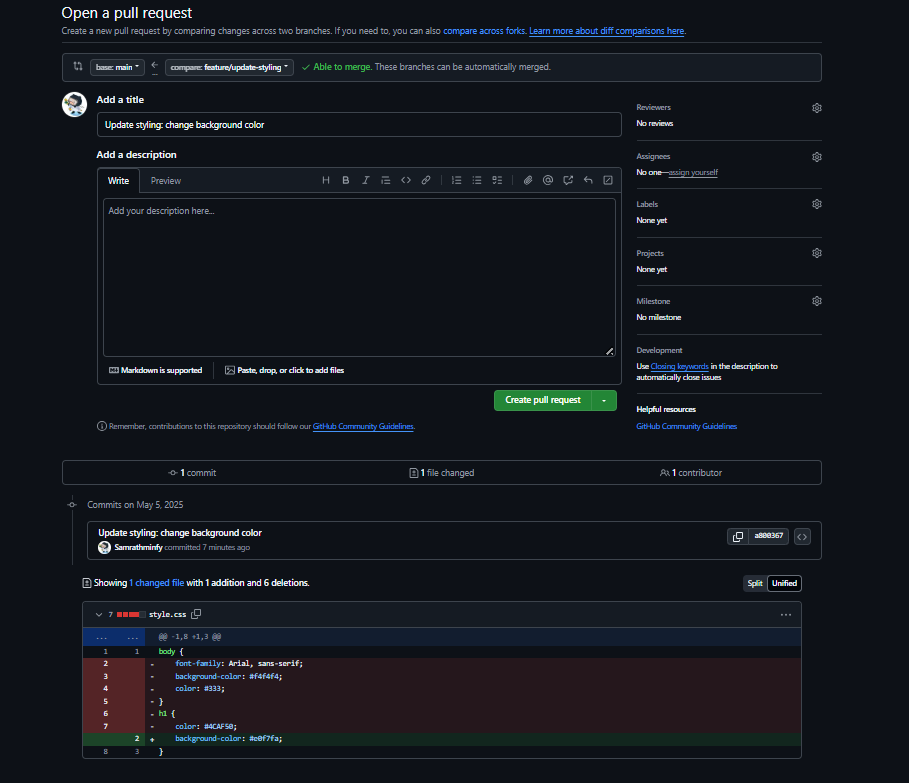 Open a pull request
Create a new pull request by comparing changes across two branches. If you need to, you can also compare across forks. Learn more about diff comparisons here.
base: main compare: feature/update-styling Able to merge. These branches can be automatically merged.
Add a title
Update styling: change background color
Add a description
Write Preview
Add your description here...
Markdown is supported Paste, drop, or click to add files
Create pull request
Remember, contributions to this repository should follow our GitHub Community Guidelines.
Reviewers
No reviews
Assignees
No one—assign yourself
Labels
None yet
Projects
None yet
Milestone
No milestone
Development
Use Closing keywords in the description to
automatically close issues
Helpful resources
GitHub Community Guidelines
1 commit 1 file changed 1 contributor
Commits on May 5, 2025
Update styling: change background color
Samrathminfy committed 7 minutes ago
a800367
Showing 1 changed file with 1 addition and 6 deletions.
Split Unified
7 style.css
... ... @@ -1,8 +1,3 @@
1 1 body {
2 - font-family: Arial, sans-serif;
3 - background-color: #f4f4f4;
4 - color: #333;
5 - }
6 - h1 {
7 - color: #4CAF50;
2 + background-color: #e0f7fa;
8 3 }